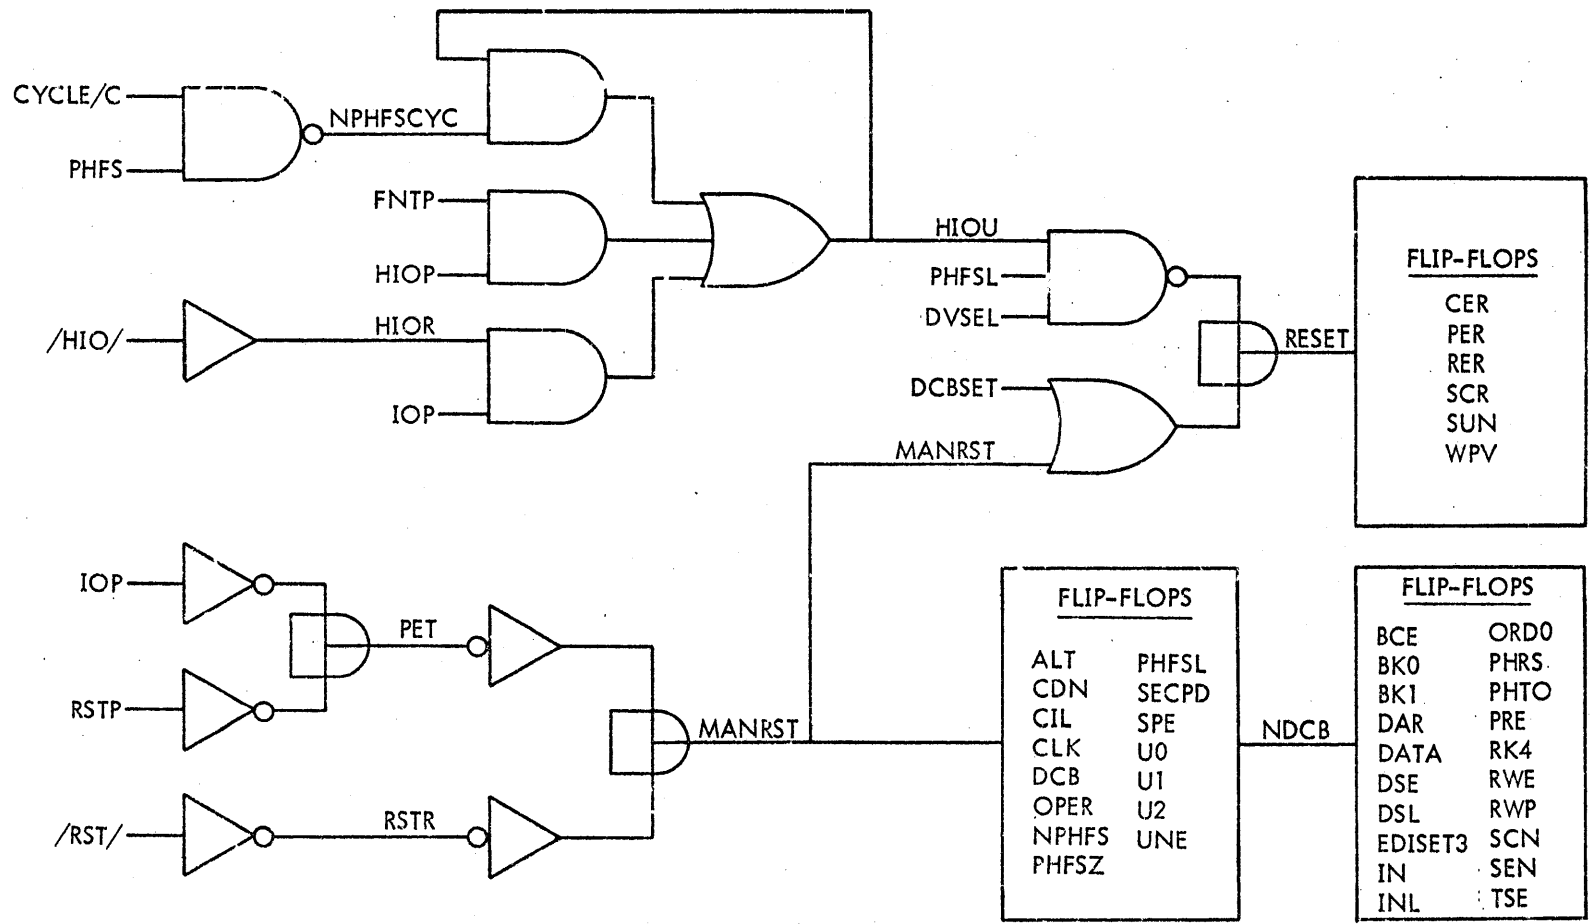 CYCLE/C
PHFS
NPHFSCYC
FNTP
HIOP
/HIO/
HIOR
IOP
HIOU
PHFSL
DVSEL
DCBSET
MANRST
RESET
FLIP-FLOPS
CER
PER
RER
SCR
SUN
WPV
IOP
RSTP
PET
/RST/
RSTR
MANRST
FLIP-FLOPS
ALT PHFSL
CDN SECPD
CIL SPE
CLK U0
DCB U1
OPER U2
NPHFS UNE
PHFSZ
NDCB
FLIP-FLOPS
BCE ORD0
BK0 PHRS
BK1 PHTO
DAR PRE
DATA RK4
DSE RWE
DSL RWP
EDISET3 SCN
IN SEN
INL TSE